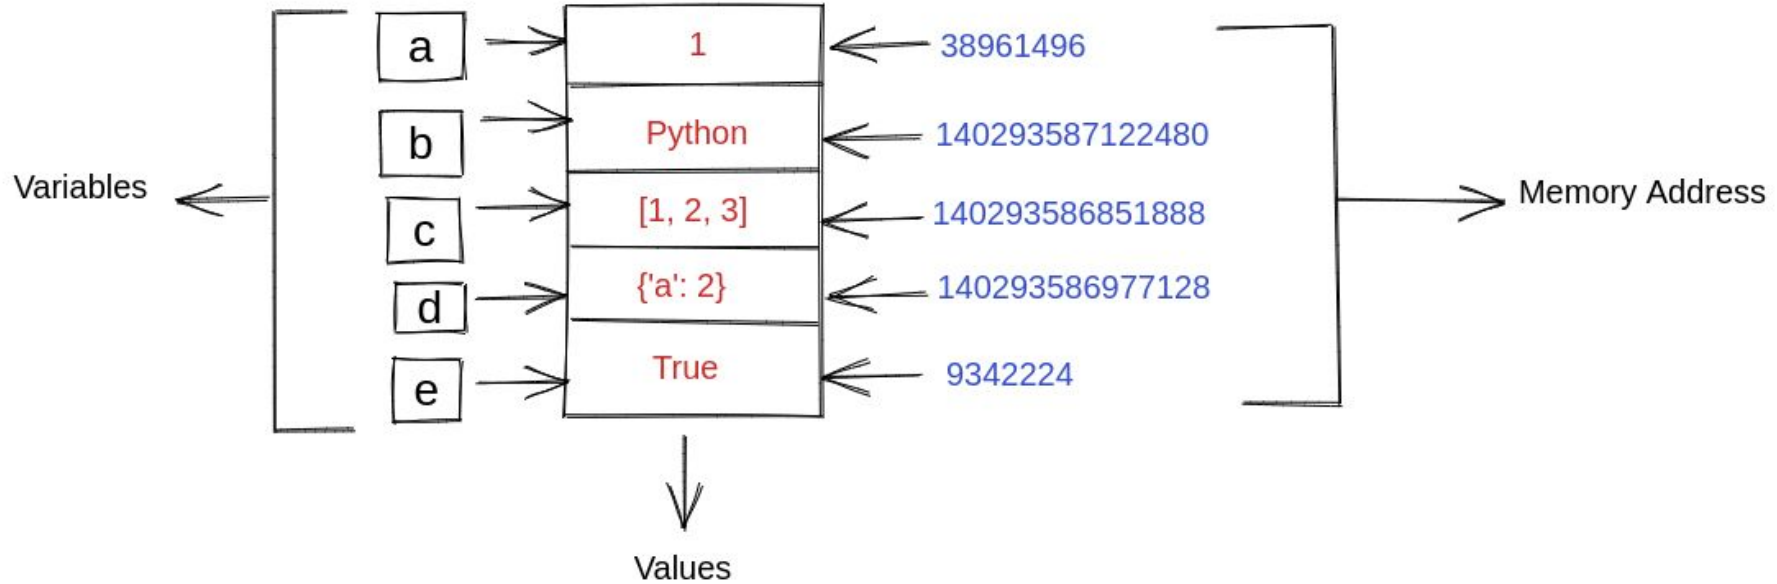 a 1 38961496
b Python 140293587122480
Variables Memory Address
c [1, 2, 3] 140293586851888
d {'a': 2} 140293586977128
e True 9342224
Values